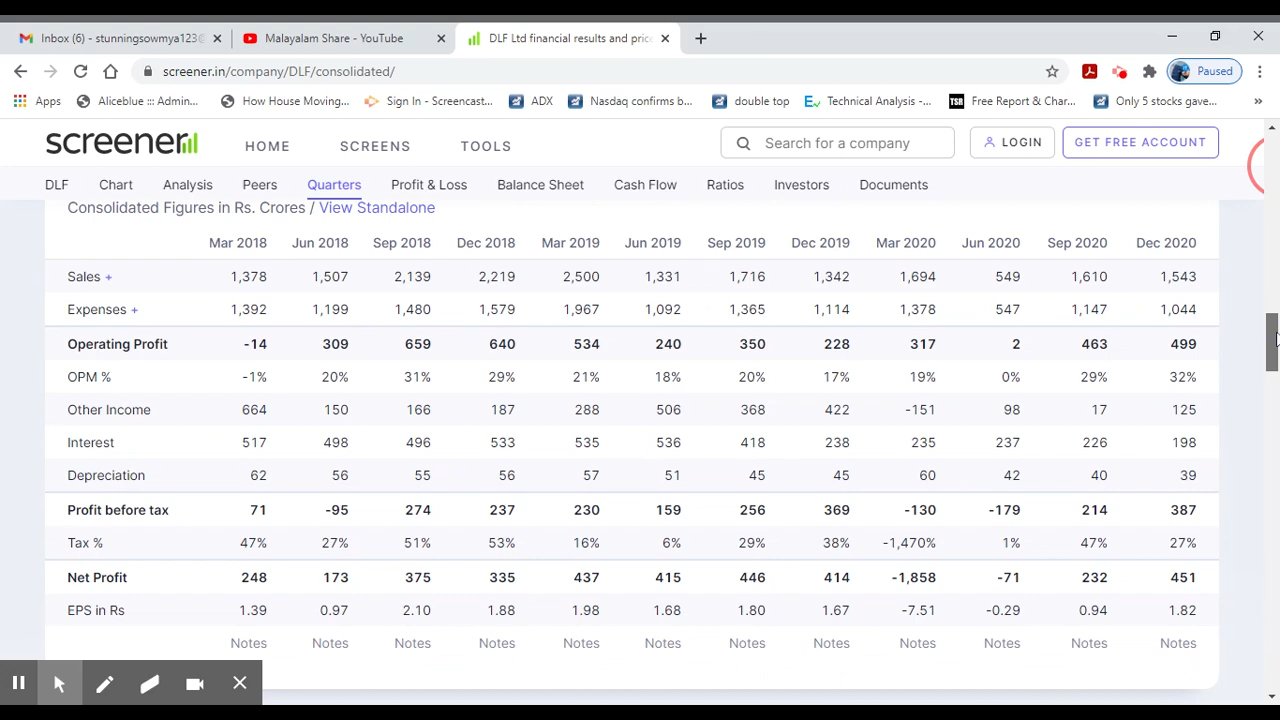 Inbox (6) - stunningsowmya123@
Malayalam Share - YouTube
DLF Ltd financial results and price
screener.in/company/DLF/consolidated/
Paused
Apps
Aliceblue ::: Admin...
How House Moving...
Sign In - Screencast...
ADX
Nasdaq confirms b...
double top
Technical Analysis -...
TSR Free Report & Char...
Only 5 stocks gave...
»
screener
HOME SCREENS TOOLS
Search for a company
LOGIN
GET FREE ACCOUNT
DLF Chart Analysis Peers Quarters Profit & Loss Balance Sheet Cash Flow Ratios Investors Documents
Consolidated Figures in Rs. Crores / View Standalone
Mar 2018 Jun 2018 Sep 2018 Dec 2018 Mar 2019 Jun 2019 Sep 2019 Dec 2019 Mar 2020 Jun 2020 Sep 2020 Dec 2020
Sales + 1,378 1,507 2,139 2,219 2,500 1,331 1,716 1,342 1,694 549 1,610 1,543
Expenses + 1,392 1,199 1,480 1,579 1,967 1,092 1,365 1,114 1,378 547 1,147 1,044
Operating Profit -14 309 659 640 534 240 350 228 317 2 463 499
OPM % -1% 20% 31% 29% 21% 18% 20% 17% 19% 0% 29% 32%
Other Income 664 150 166 187 288 506 368 422 -151 98 17 125
Interest 517 498 496 533 535 536 418 238 235 237 226 198
Depreciation 62 56 55 56 57 51 45 45 60 42 40 39
Profit before tax 71 -95 274 237 230 159 256 369 -130 -179 214 387
Tax % 47% 27% 51% 53% 16% 6% 29% 38% -1,470% 1% 47% 27%
Net Profit 248 173 375 335 437 415 446 414 -1,858 -71 232 451
EPS in Rs 1.39 0.97 2.10 1.88 1.98 1.68 1.80 1.67 -7.51 -0.29 0.94 1.82
Notes Notes Notes Notes Notes Notes Notes Notes Notes Notes Notes Notes